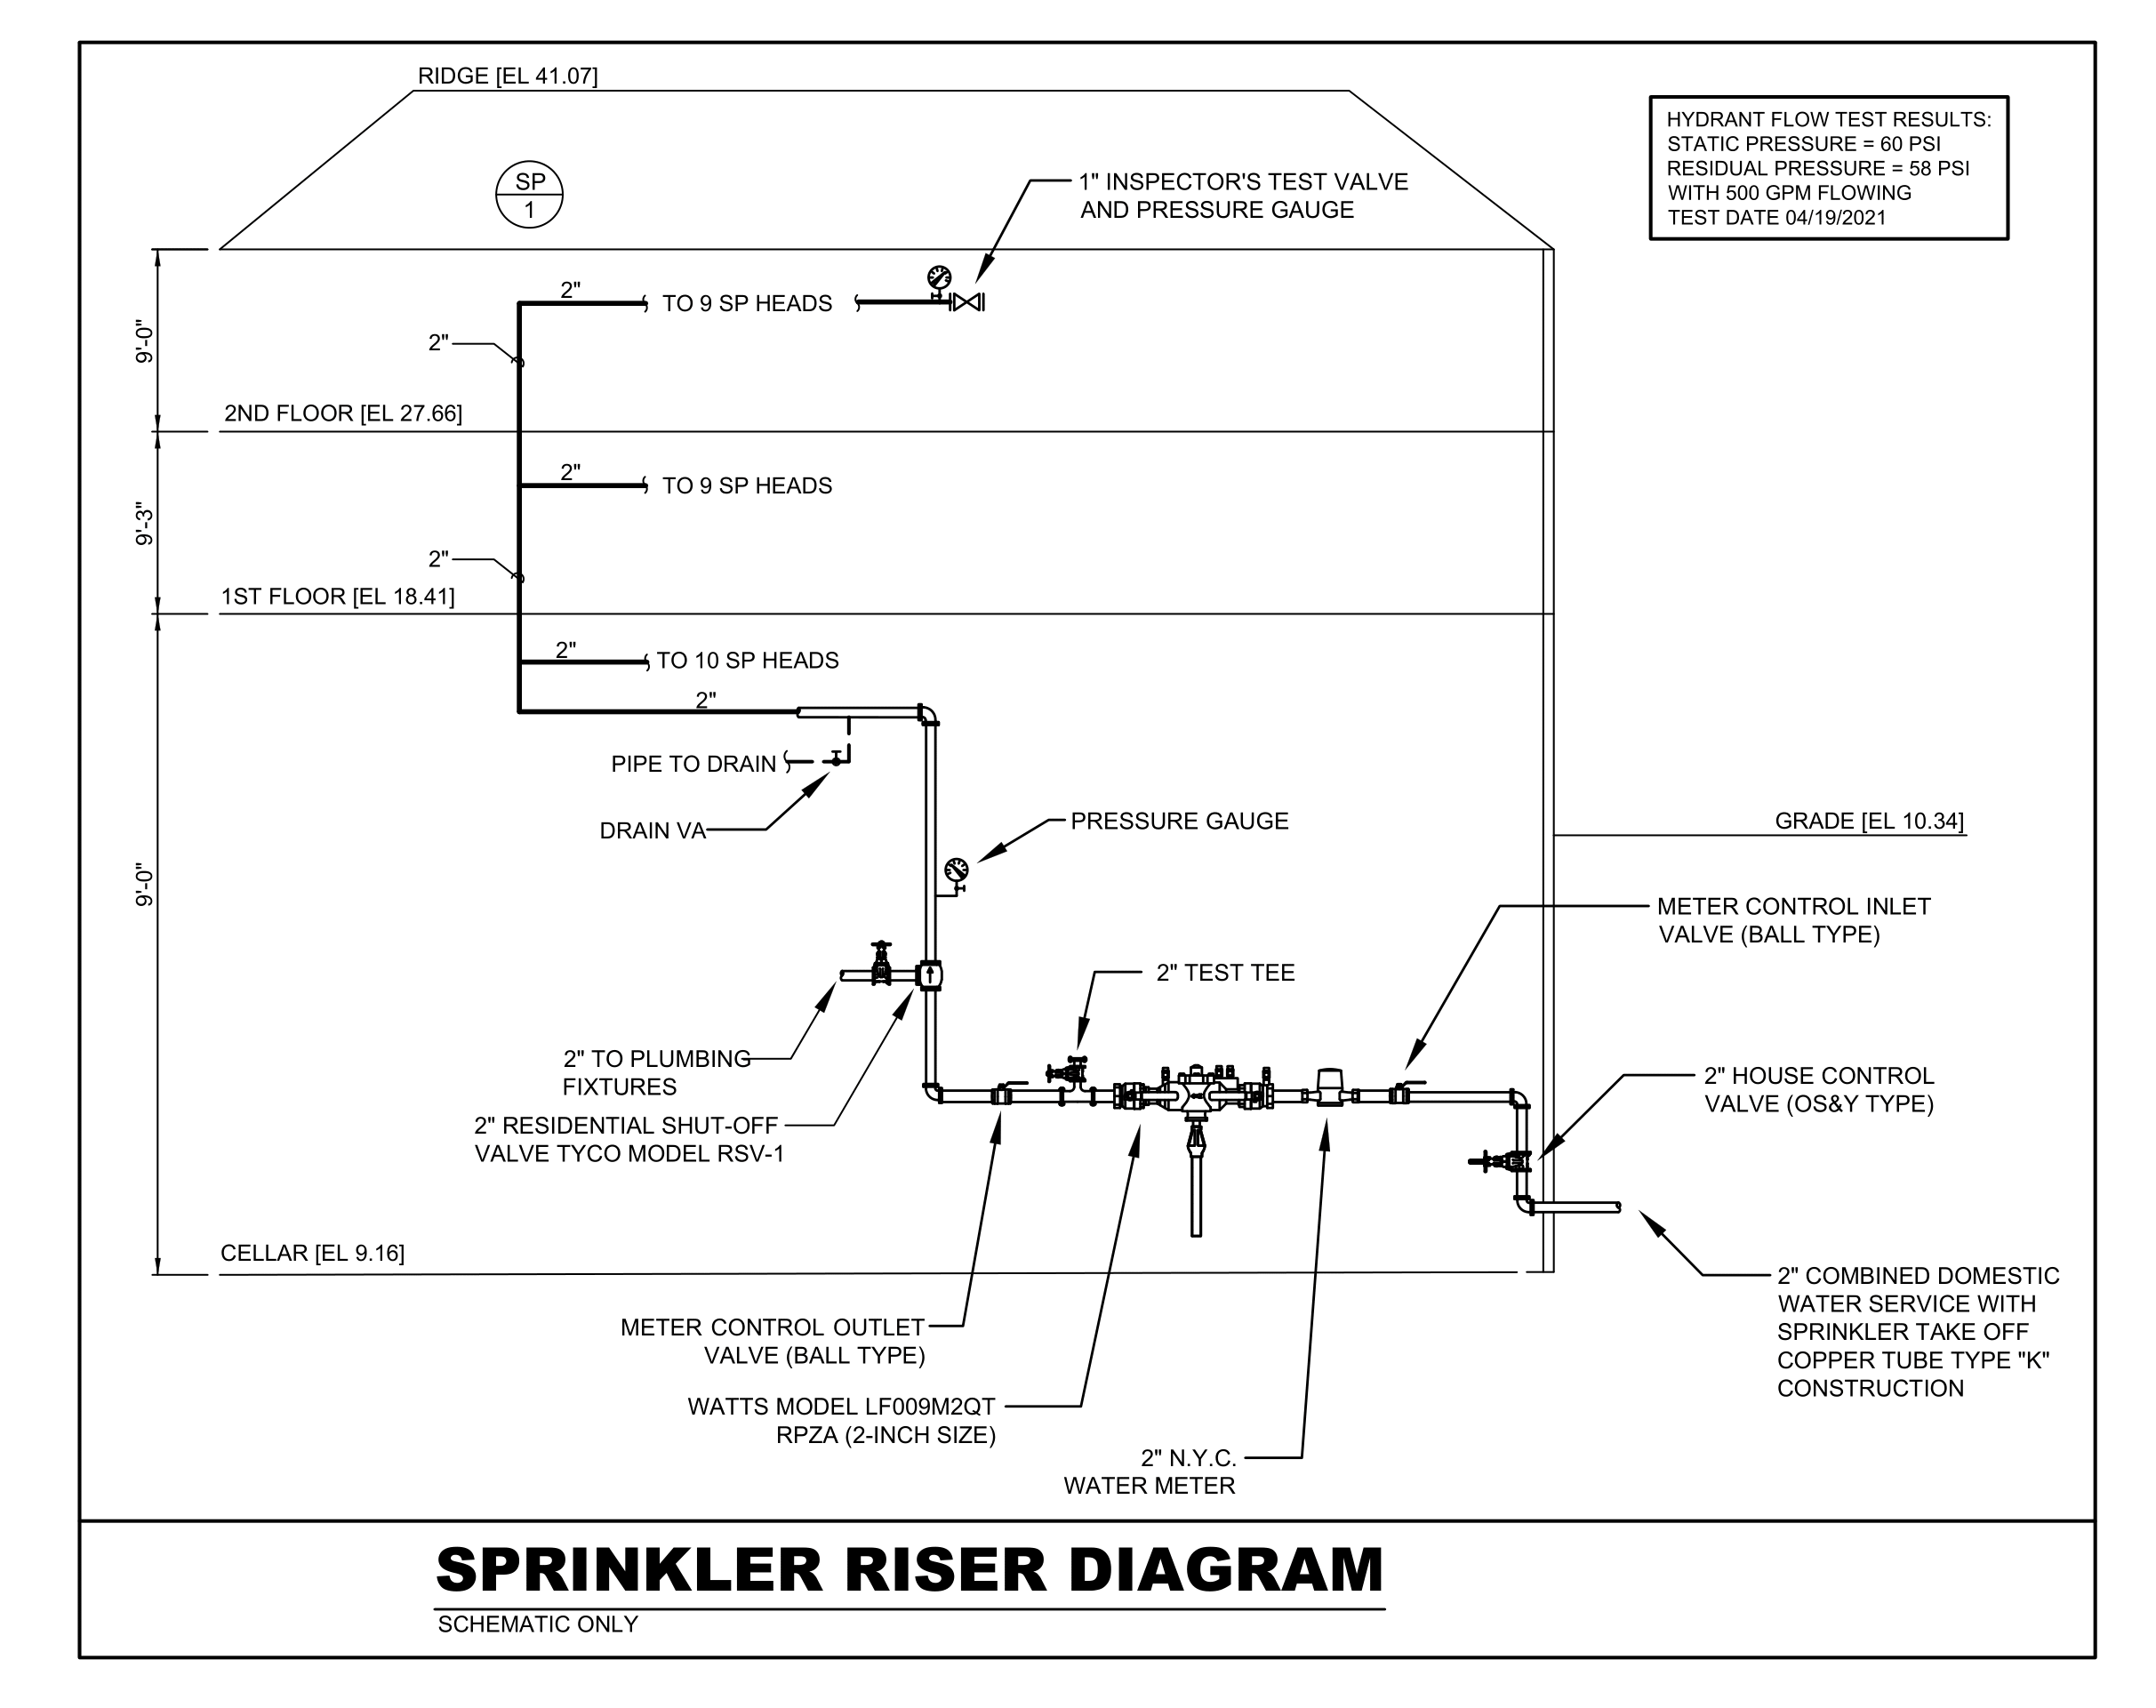 RIDGE [EL 41.07]
HYDRANT FLOW TEST RESULTS:
STATIC PRESSURE = 60 PSI
RESIDUAL PRESSURE = 58 PSI
WITH 500 GPM FLOWING
TEST DATE 04/19/2021
SP
1
1" INSPECTOR'S TEST VALVE
AND PRESSURE GAUGE
2"
TO 9 SP HEADS
9'-0"
2"
2ND FLOOR [EL 27.66]
2"
TO 9 SP HEADS
9'-3"
2"
1ST FLOOR [EL 18.41]
2"
TO 10 SP HEADS
2"
PIPE TO DRAIN
DRAIN VA
PRESSURE GAUGE
GRADE [EL 10.34]
9'-0"
METER CONTROL INLET
VALVE (BALL TYPE)
2" TEST TEE
2" TO PLUMBING
FIXTURES
2" HOUSE CONTROL
VALVE (OS&Y TYPE)
2" RESIDENTIAL SHUT-OFF
VALVE TYCO MODEL RSV-1
CELLAR [EL 9.16]
2" COMBINED DOMESTIC
WATER SERVICE WITH
SPRINKLER TAKE OFF
COPPER TUBE TYPE "K"
CONSTRUCTION
METER CONTROL OUTLET
VALVE (BALL TYPE)
WATTS MODEL LF009M2QT
RPZA (2-INCH SIZE)
2" N.Y.C.
WATER METER
SPRINKLER RISER DIAGRAM
SCHEMATIC ONLY